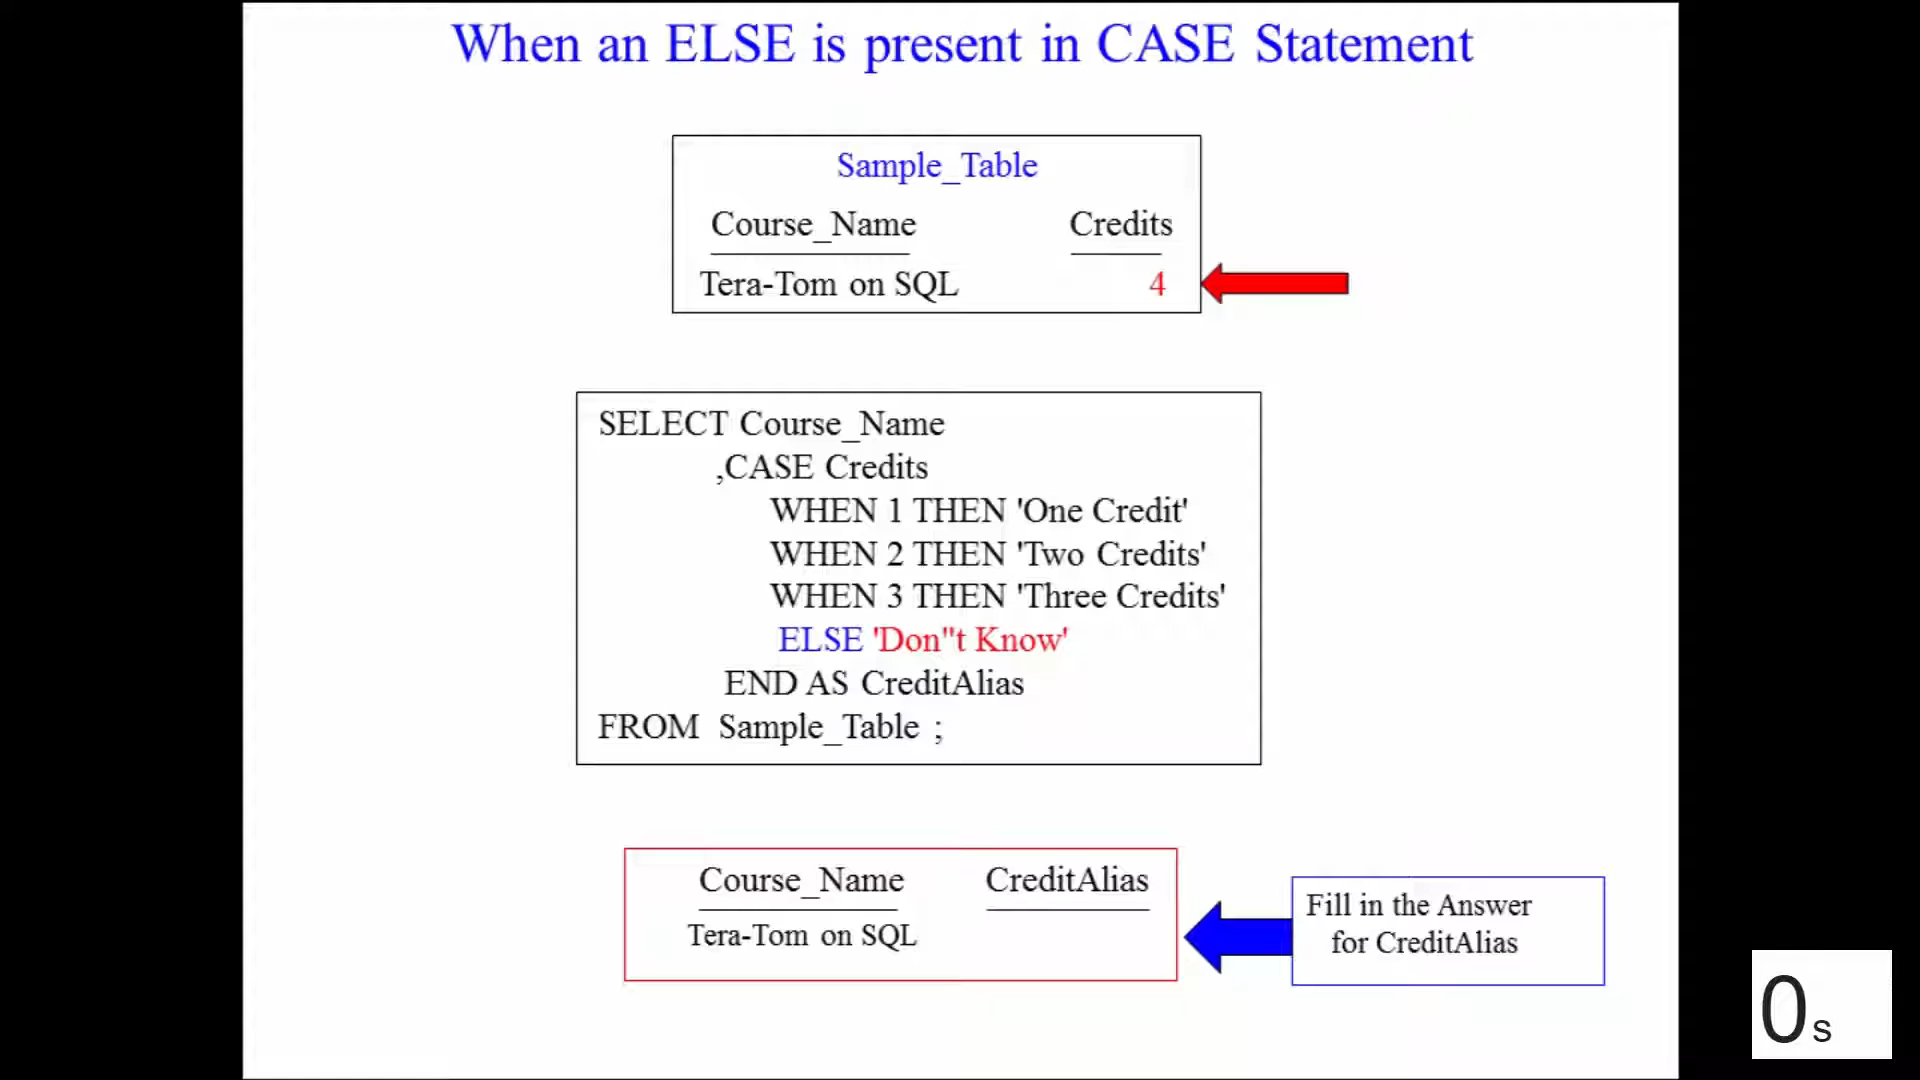 When an ELSE is present in CASE Statement
Sample_Table
Course_Name Credits
Tera-Tom on SQL 4
SELECT Course_Name
,CASE Credits
WHEN 1 THEN 'One Credit'
WHEN 2 THEN 'Two Credits'
WHEN 3 THEN 'Three Credits'
ELSE 'Don''t Know'
END AS CreditAlias
FROM Sample_Table ;
Course_Name CreditAlias
Tera-Tom on SQL
Fill in the Answer
for CreditAlias
0s